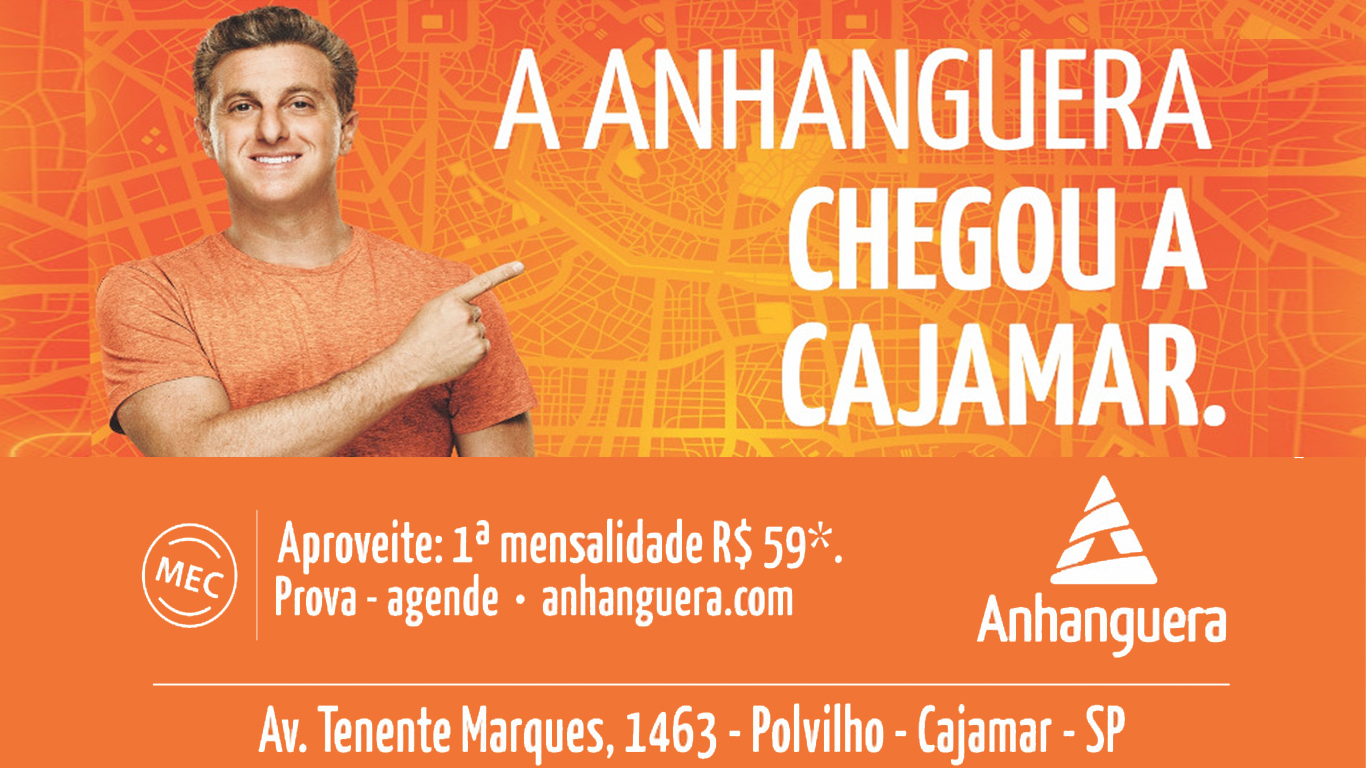 A ANHANGUERA
CHEGOU A
CAJAMAR.
MEC
Aproveite: 1ª mensalidade R$ 59*.
Prova - agende • anhanguera.com
Anhanguera
Av. Tenente Marques, 1463 - Polvilho - Cajamar - SP